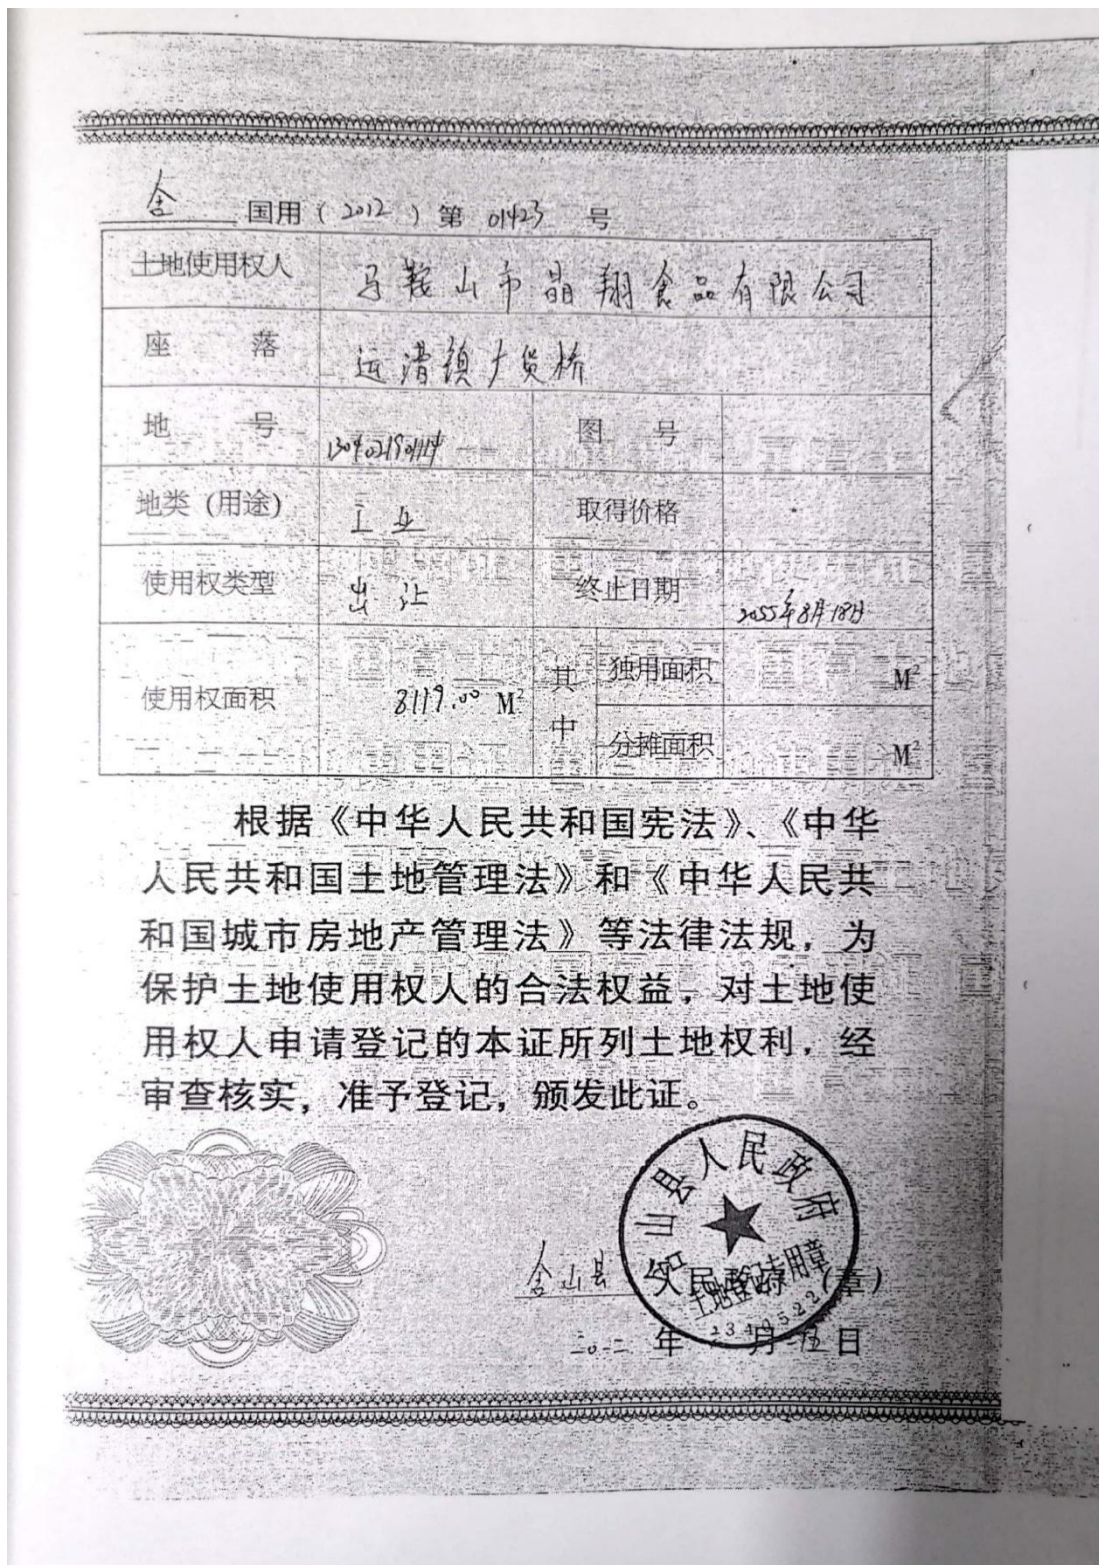 含 国用（2012）第 01423 号
土地使用权人 马鞍山市晶翔食品有限公司
座 落 运漕镇广货桥
地 号 图 号
地类（用途） 工业 取得价格
使用权类型 出让 终止日期 2055年8月18日
使用权面积 8119.00 M² 其中 独用面积 M²
分摊面积 M²
根据《中华人民共和国宪法》、《中华
人民共和国土地管理法》和《中华人民共
和国城市房地产管理法》等法律法规，为
保护土地使用权人的合法权益，对土地使
用权人申请登记的本证所列土地权利，经
审查核实，准予登记，颁发此证。
含山县人民政府
土地登记专用章
含山县 人民政府（章）
二〇一二 年 月 日